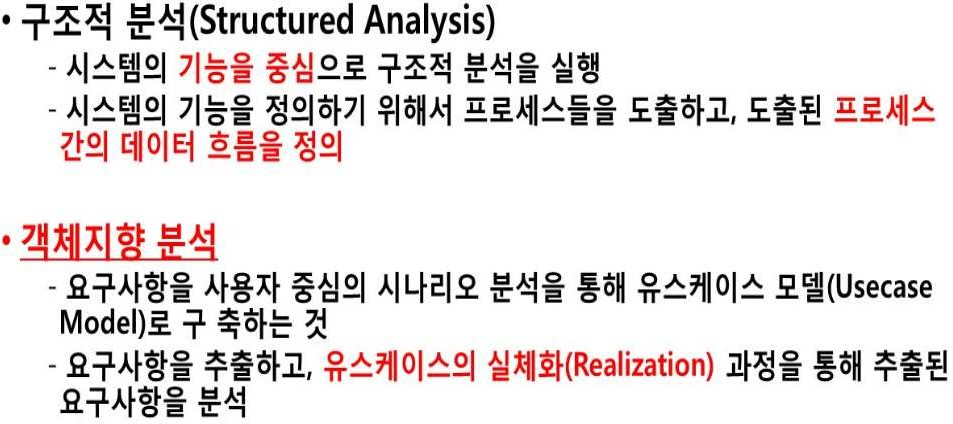 • 구조적 분석(Structured Analysis)
- 시스템의 기능을 중심으로 구조적 분석을 실행
- 시스템의 기능을 정의하기 위해서 프로세스들을 도출하고, 도출된 프로세스
간의 데이터 흐름을 정의
• 객체지향 분석
- 요구사항을 사용자 중심의 시나리오 분석을 통해 유스케이스 모델(Usecase
Model)로 구 축하는 것
- 요구사항을 추출하고, 유스케이스의 실체화(Realization) 과정을 통해 추출된
요구사항을 분석